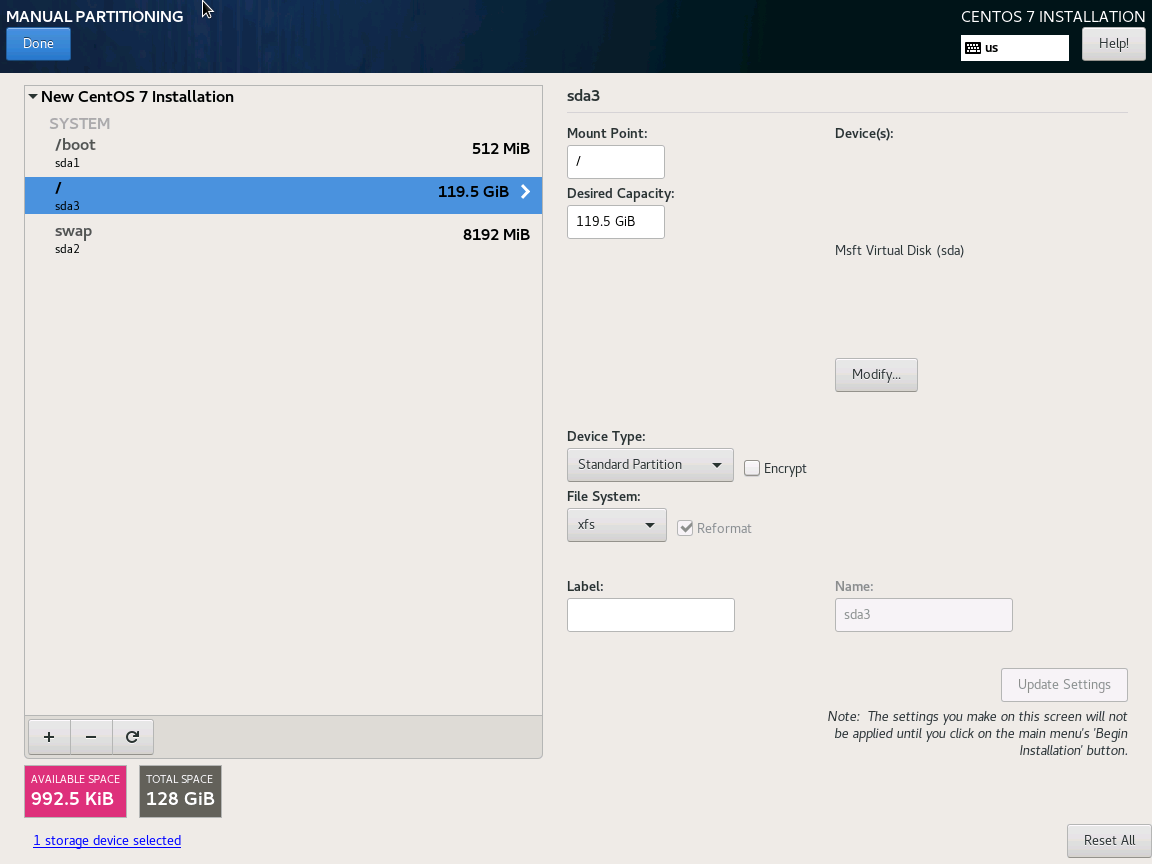 MANUAL PARTITIONING
CENTOS 7 INSTALLATION
Done
us
Help!
New CentOS 7 Installation
SYSTEM
/boot
512 MiB
sda1
/
119.5 GiB
sda3
swap
8192 MiB
sda2
+
−
AVAILABLE SPACE
992.5 KiB
TOTAL SPACE
128 GiB
1 storage device selected
sda3
Mount Point:
/
Desired Capacity:
119.5 GiB
Device(s):
Msft Virtual Disk (sda)
Modify...
Device Type:
Standard Partition
Encrypt
File System:
xfs
Reformat
Label:
Name:
sda3
Update Settings
Note:  The settings you make on this screen will not
be applied until you click on the main menu's 'Begin
Installation' button.
Reset All